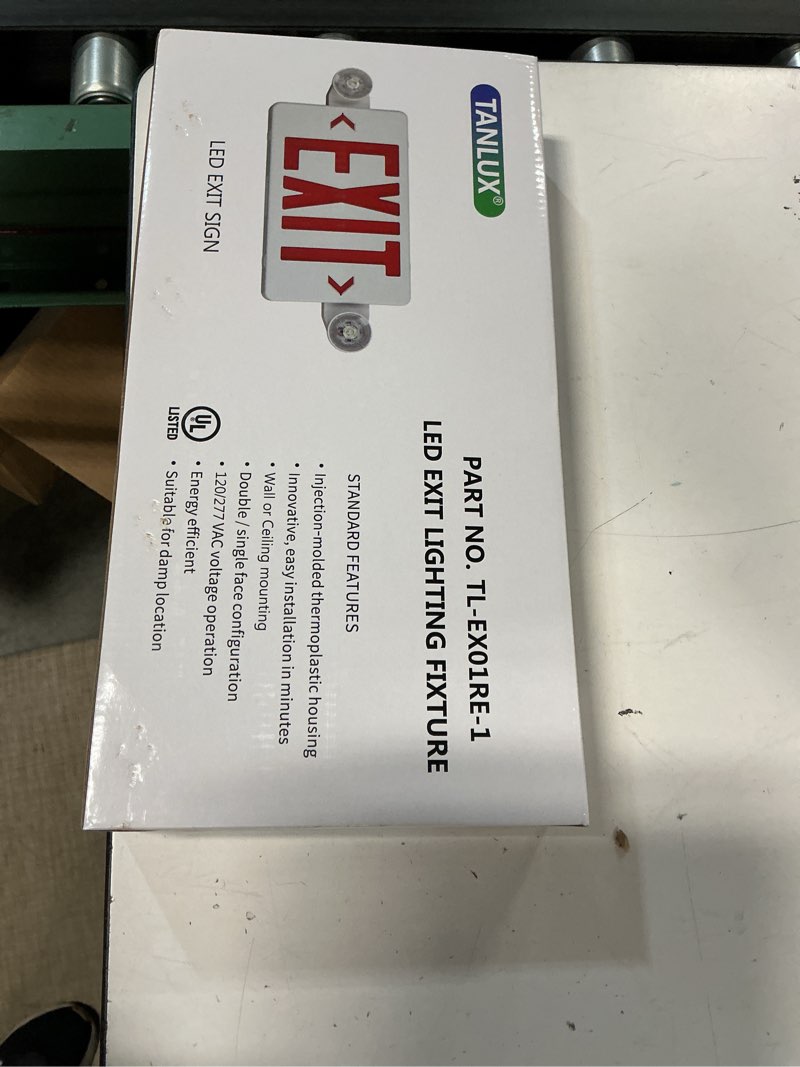 TANLUX®
< EXIT >
LED EXIT SIGN
PART NO. TL-EX01RE-1
LED EXIT LIGHTING FIXTURE
STANDARD FEATURES
• Injection-molded thermoplastic housing
• Innovative, easy installation in minutes
• Wall or Ceiling mounting
• Double / single face configuration
• 120/277 VAC voltage operation
• Energy efficient
• Suitable for damp location
UL
LISTED